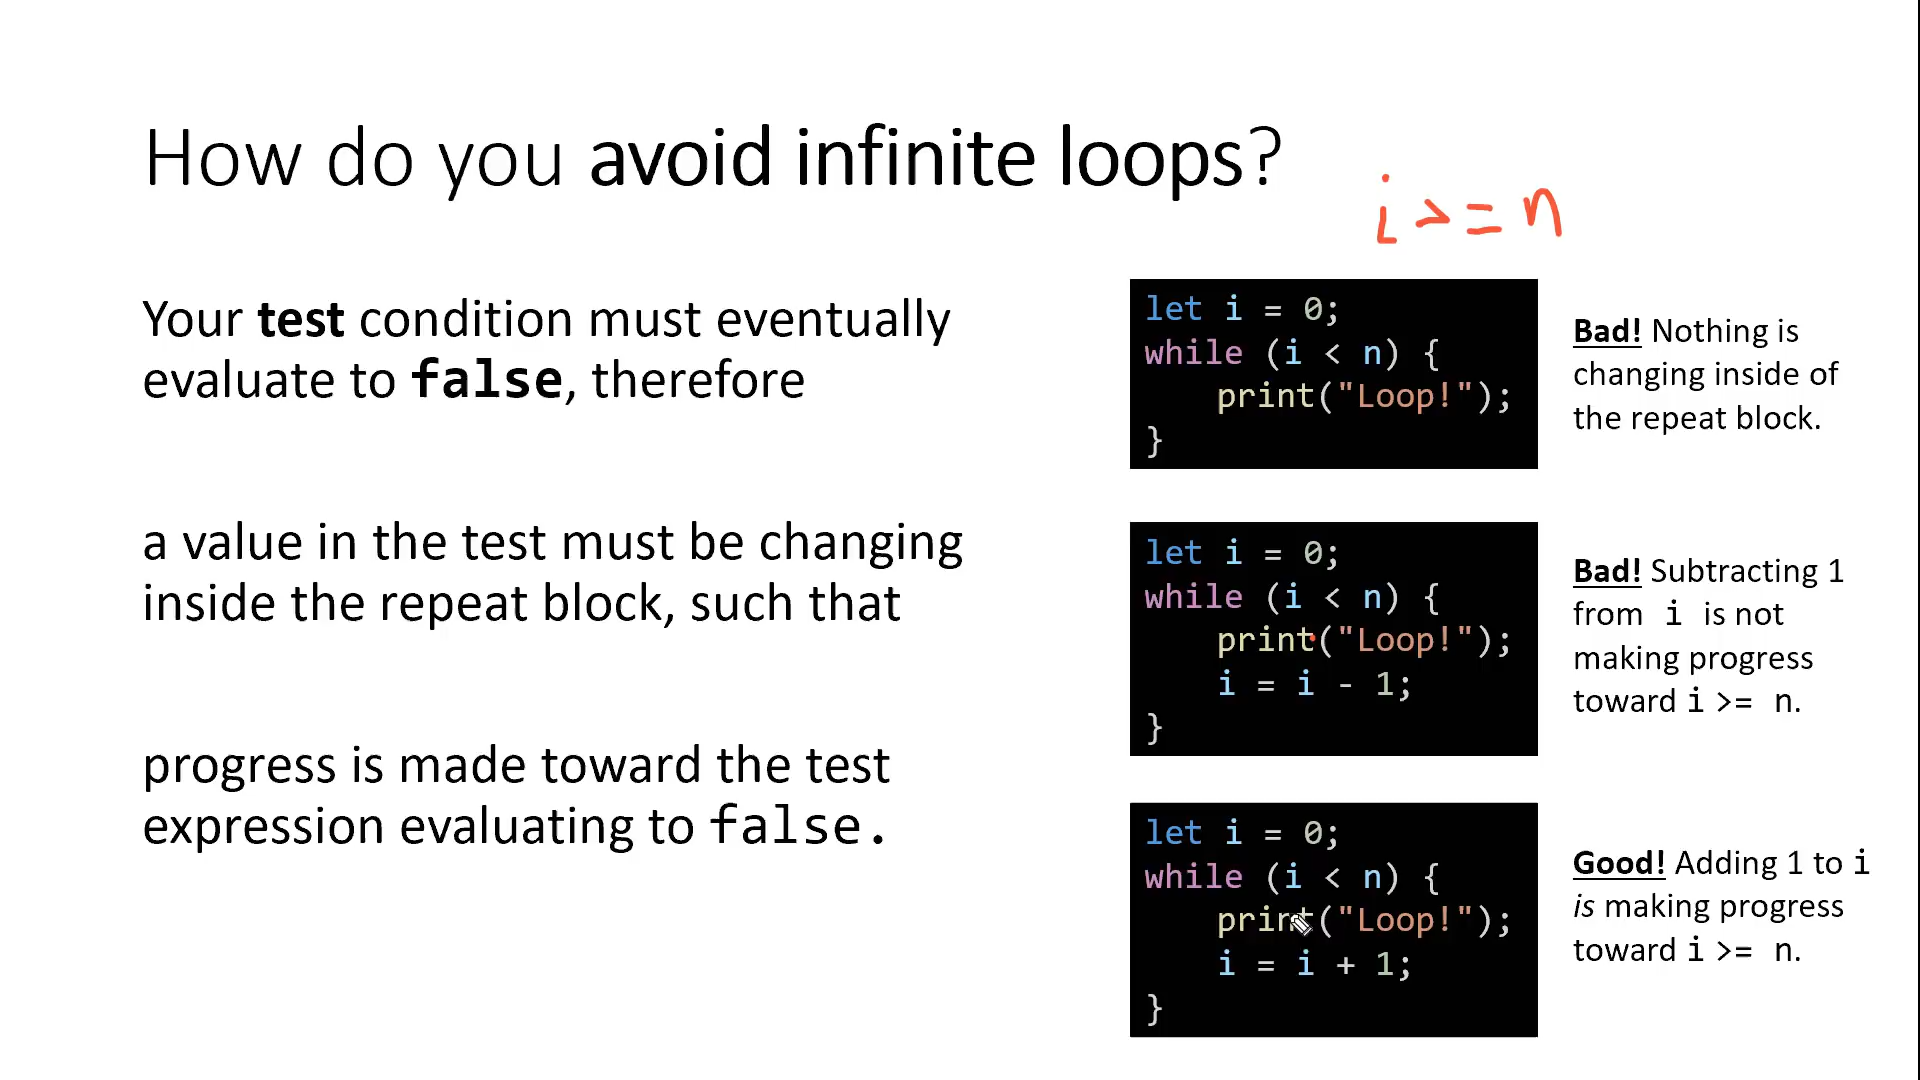 How do you avoid infinite loops?
i >= n
Your test condition must eventually
evaluate to false, therefore
a value in the test must be changing
inside the repeat block, such that
progress is made toward the test
expression evaluating to false.
let i = 0;
while (i < n) {
    print("Loop!");
}
Bad! Nothing is
changing inside of
the repeat block.
let i = 0;
while (i < n) {
    print("Loop!");
    i = i - 1;
}
Bad! Subtracting 1
from i is not
making progress
toward i >= n.
let i = 0;
while (i < n) {
    print("Loop!");
    i = i + 1;
}
Good! Adding 1 to i
is making progress
toward i >= n.